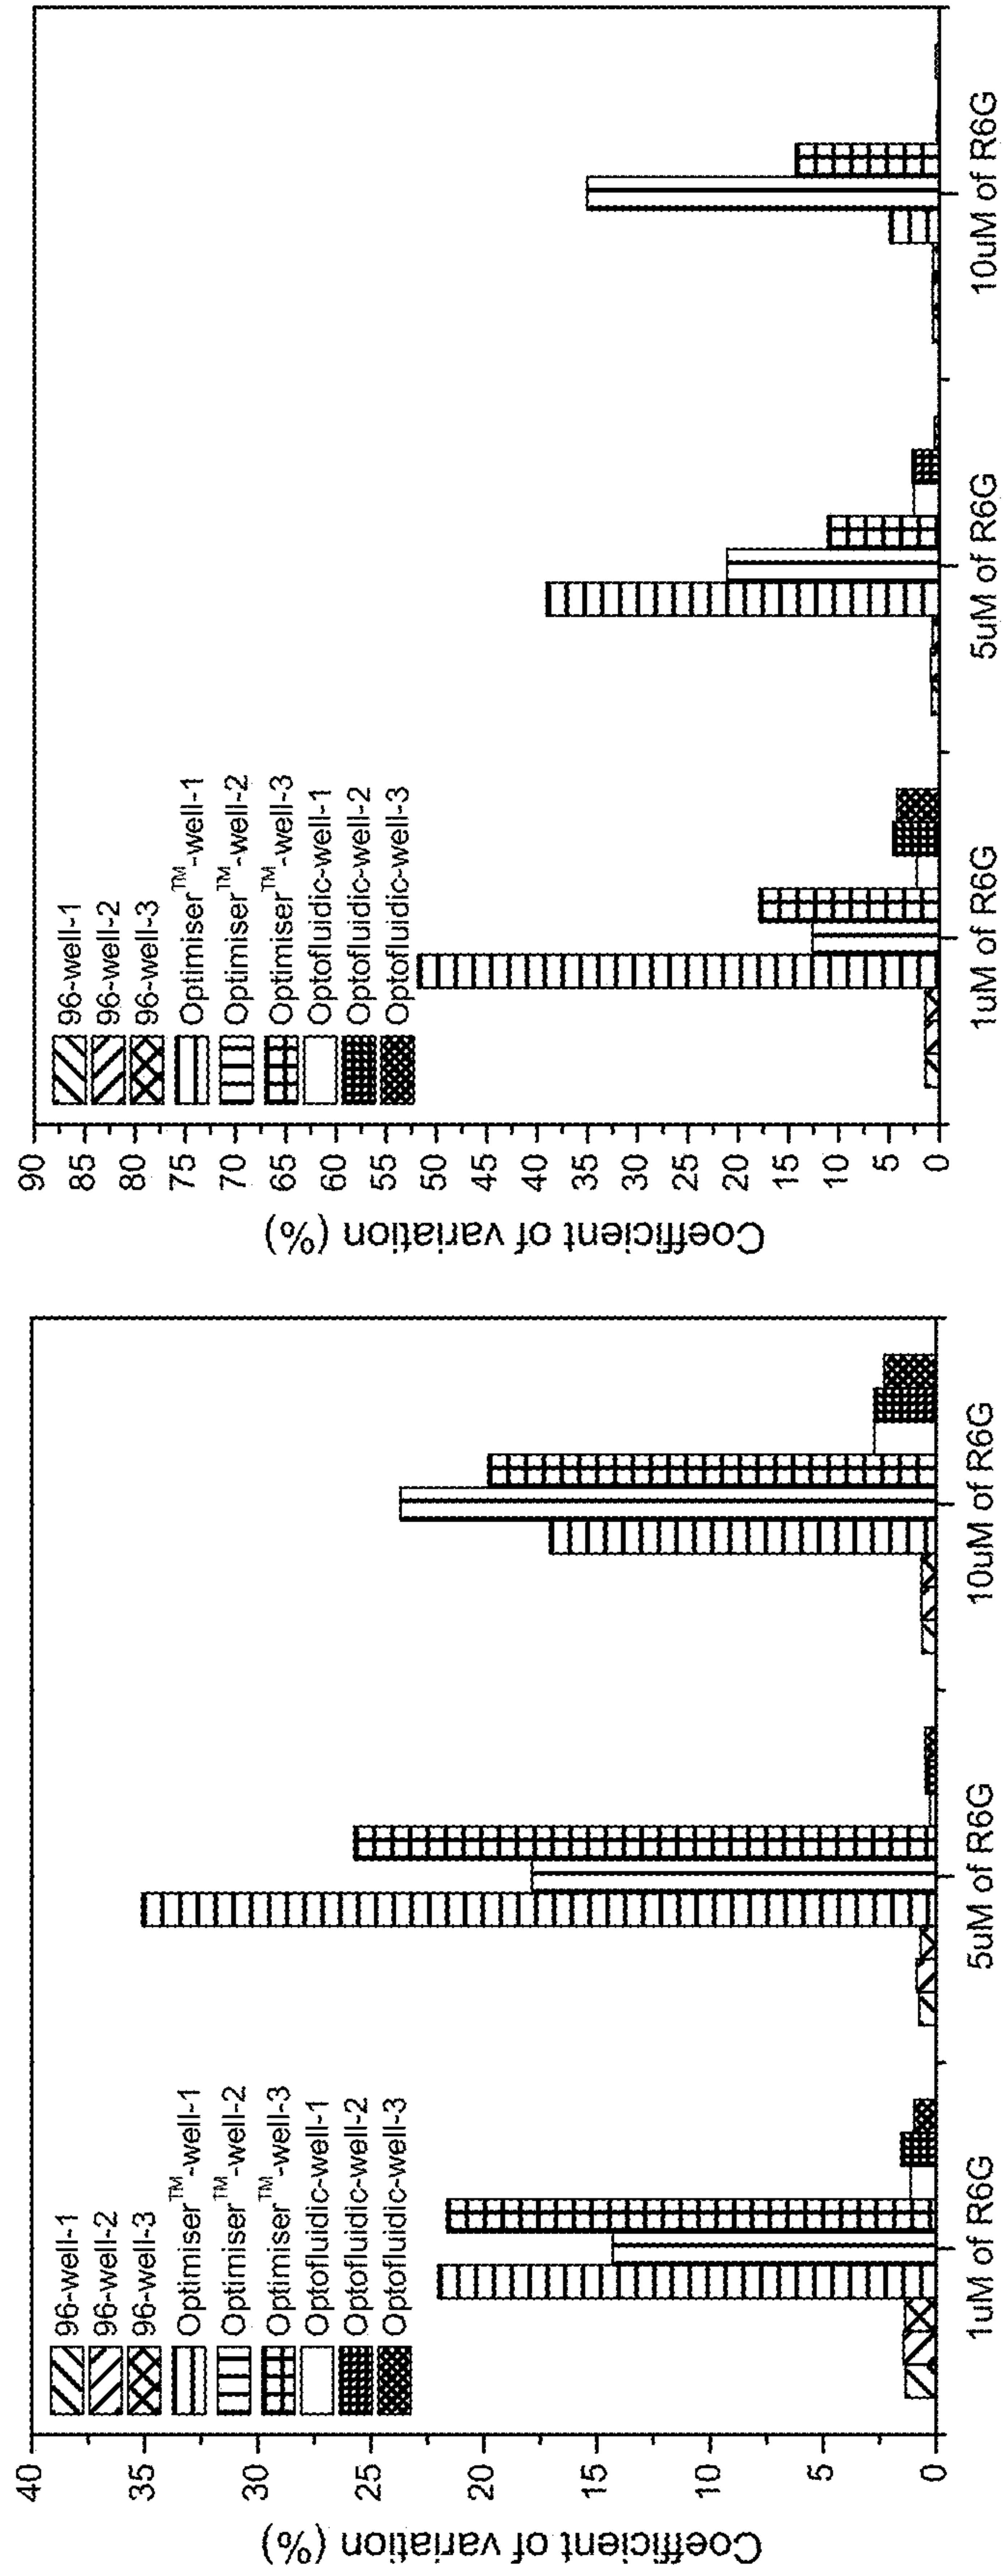 Coefficient of variation (%)
40
35
30
25
20
15
10
5
0
96-well-1
96-well-2
96-well-3
Optimiser™-well-1
Optimiser™-well-2
Optimiser™-well-3
Optofluidic-well-1
Optofluidic-well-2
Optofluidic-well-3
1uM of R6G
5uM of R6G
10uM of R6G
Coefficient of variation (%)
90
85
80
75
70
65
60
55
50
45
40
35
30
25
20
15
10
5
0
96-well-1
96-well-2
96-well-3
Optimiser™-well-1
Optimiser™-well-2
Optimiser™-well-3
Optofluidic-well-1
Optofluidic-well-2
Optofluidic-well-3
1uM of R6G
5uM of R6G
10uM of R6G